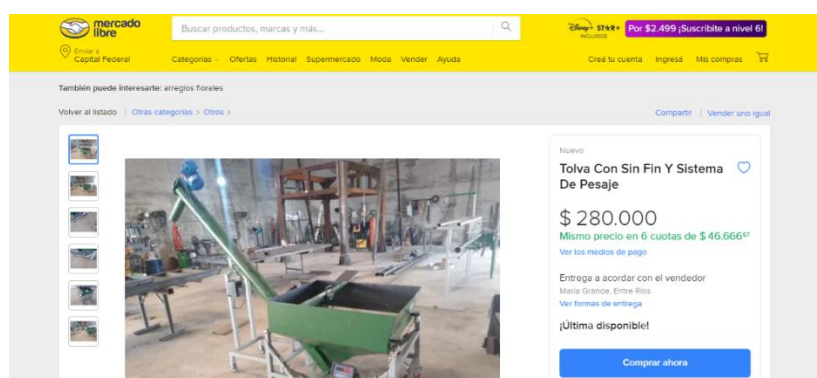 mercado
libre
Buscar productos, marcas y más...
Disney+ STAR+
INCLUIDOS
Por $2.499 ¡Suscribite a nivel 6!
Enviar a
Capital Federal
Categorías Ofertas Historial Supermercado Moda Vender Ayuda
Creá tu cuenta Ingresá Mis compras
También puede interesarte: arreglos florales
Volver al listado | Otras categorías > Otros >
Compartir | Vender uno igual
Nuevo
Tolva Con Sin Fin Y Sistema
De Pesaje
$ 280.000
Mismo precio en 6 cuotas de $ 46.666⁶⁷
Ver los medios de pago
Entrega a acordar con el vendedor
María Grande, Entre Ríos
Ver formas de entrega
¡Última disponible!
Comprar ahora